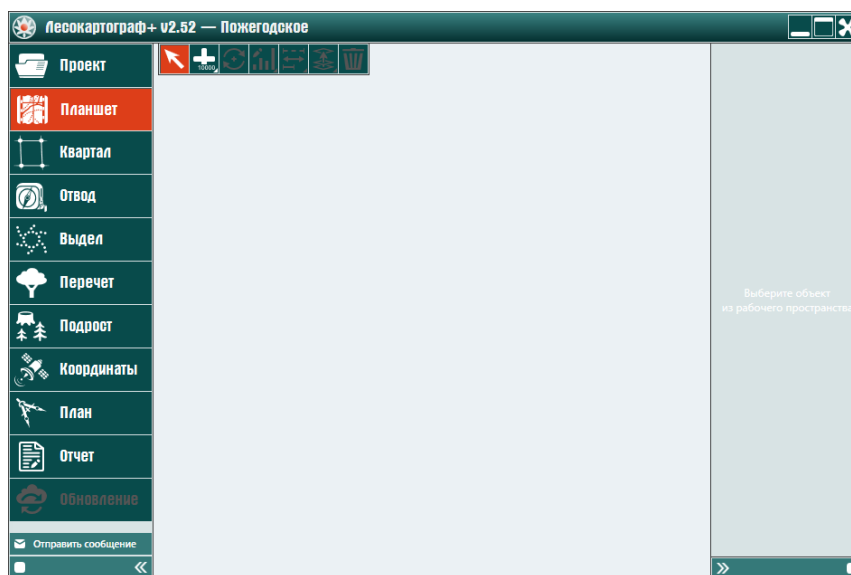 Лесокартограф+ v2.52 — Пожегодское
Проект
Планшет
Квартал
Отвод
Выдел
Перечет
Подрост
Координаты
План
Отчет
Обновление
Отправить сообщение
10000
Выберите объект
из рабочего пространства